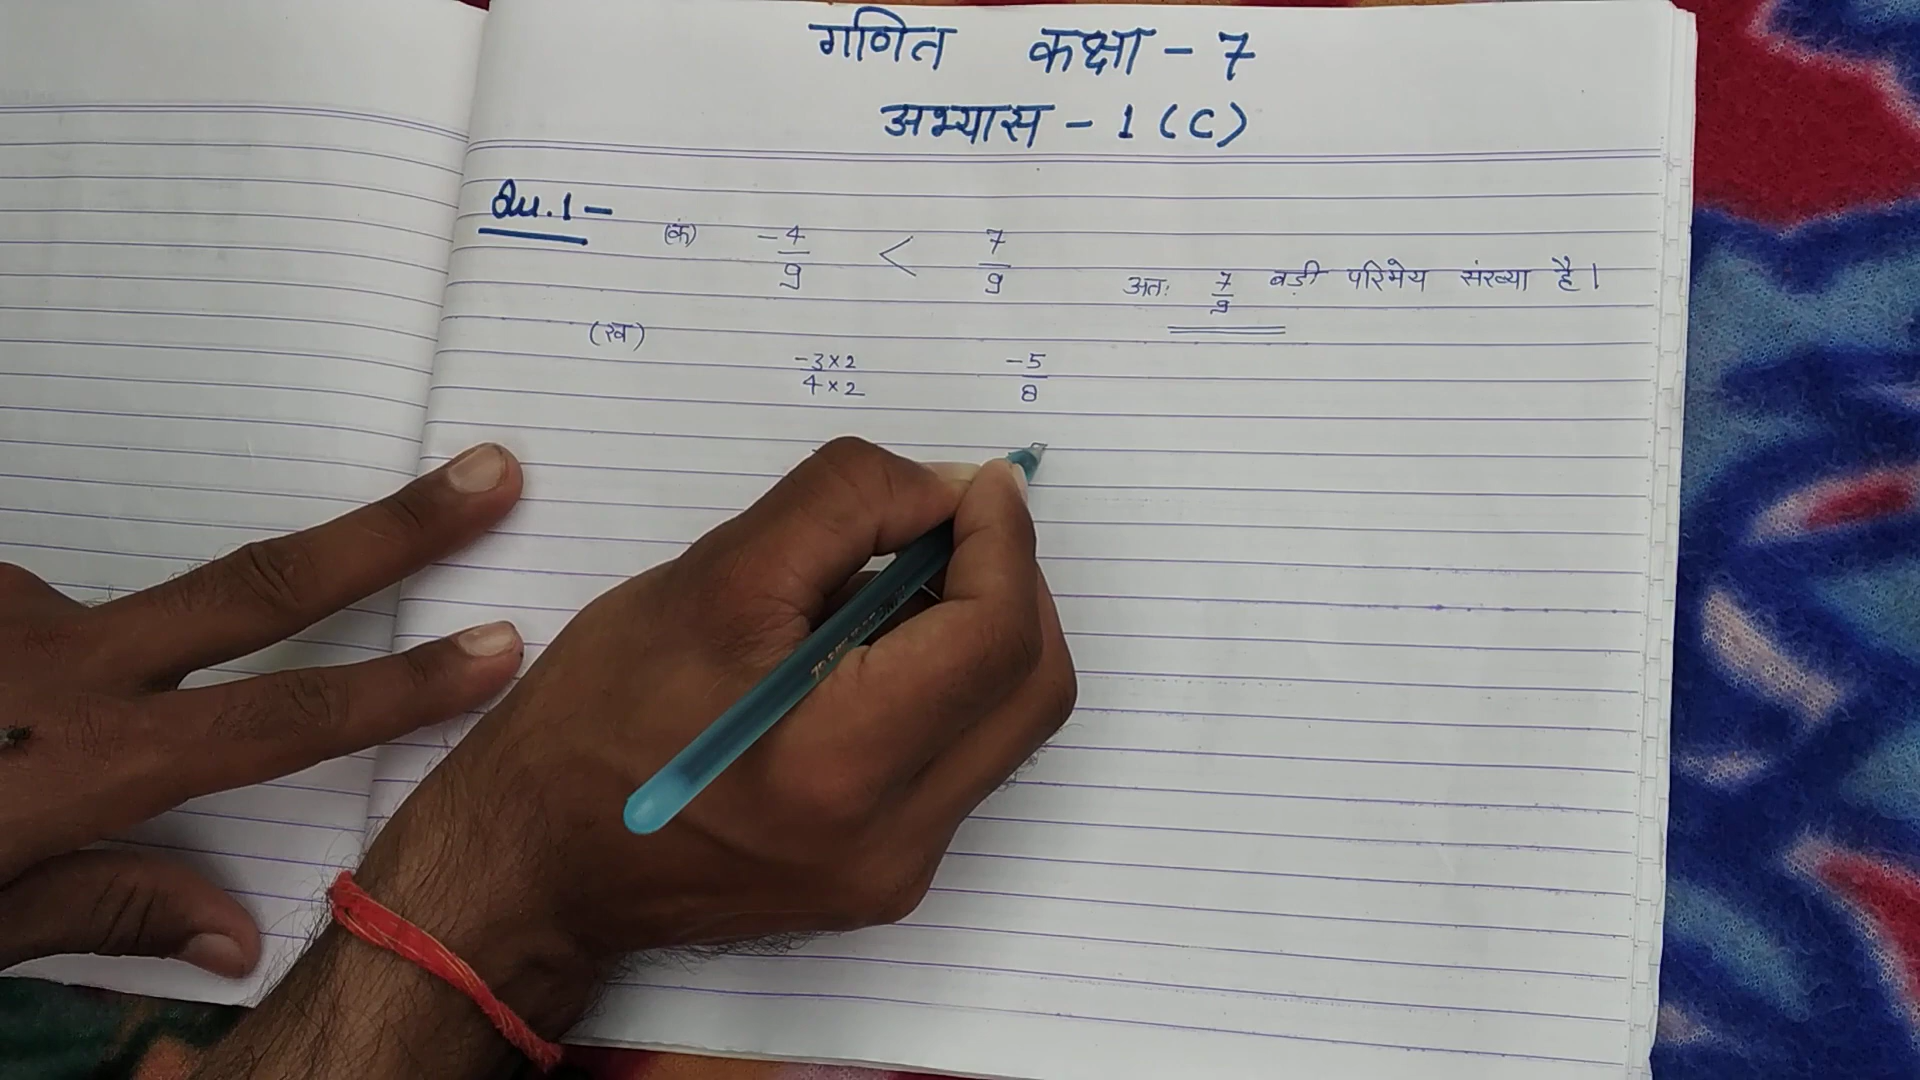 गणित कक्षा - 7
अभ्यास - 1 (C)
Qu. 1 -
(क) -4/9 < 7/9 अतः 7/9 बड़ी परिमेय संख्या है।
(ख) -3×2/4×2 -5/8